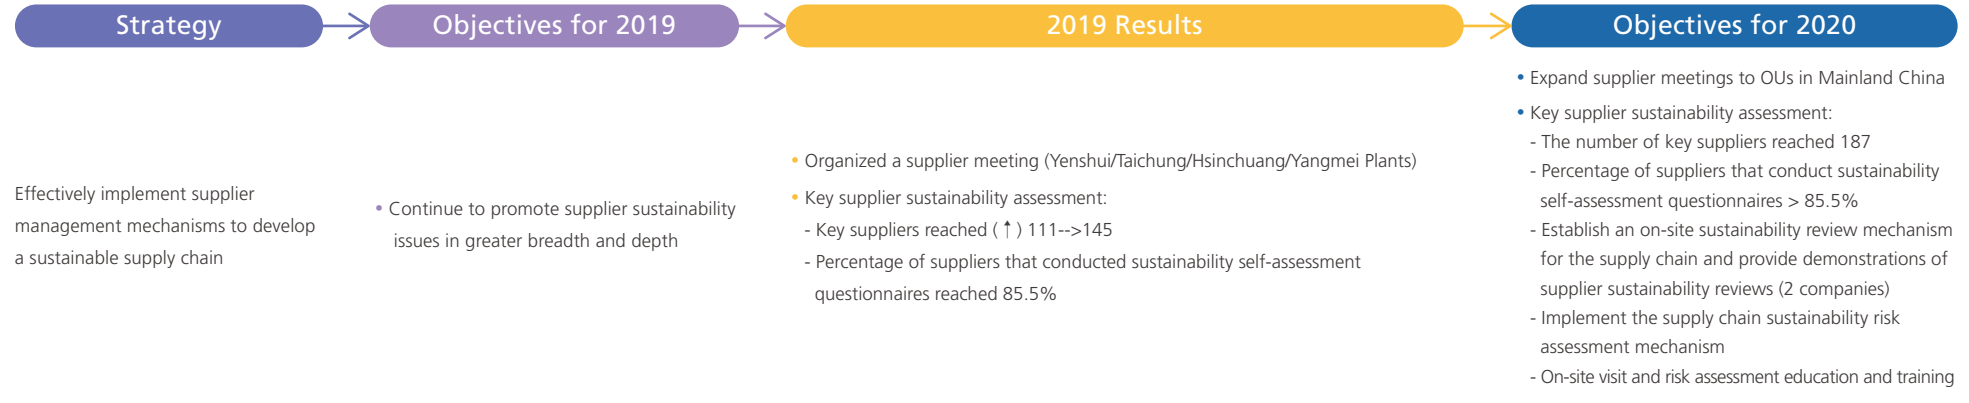 Strategy
Objectives for 2019
2019 Results
Objectives for 2020
Effectively implement supplier
management mechanisms to develop
a sustainable supply chain
• Continue to promote supplier sustainability
issues in greater breadth and depth
• Organized a supplier meeting (Yenshui/Taichung/Hsinchuang/Yangmei Plants)
• Key supplier sustainability assessment:
- Key suppliers reached (↑) 111-->145
- Percentage of suppliers that conducted sustainability self-assessment
questionnaires reached 85.5%
• Expand supplier meetings to OUs in Mainland China
• Key supplier sustainability assessment:
- The number of key suppliers reached 187
- Percentage of suppliers that conduct sustainability
self-assessment questionnaires > 85.5%
- Establish an on-site sustainability review mechanism
for the supply chain and provide demonstrations of
supplier sustainability reviews (2 companies)
- Implement the supply chain sustainability risk
assessment mechanism
- On-site visit and risk assessment education and training